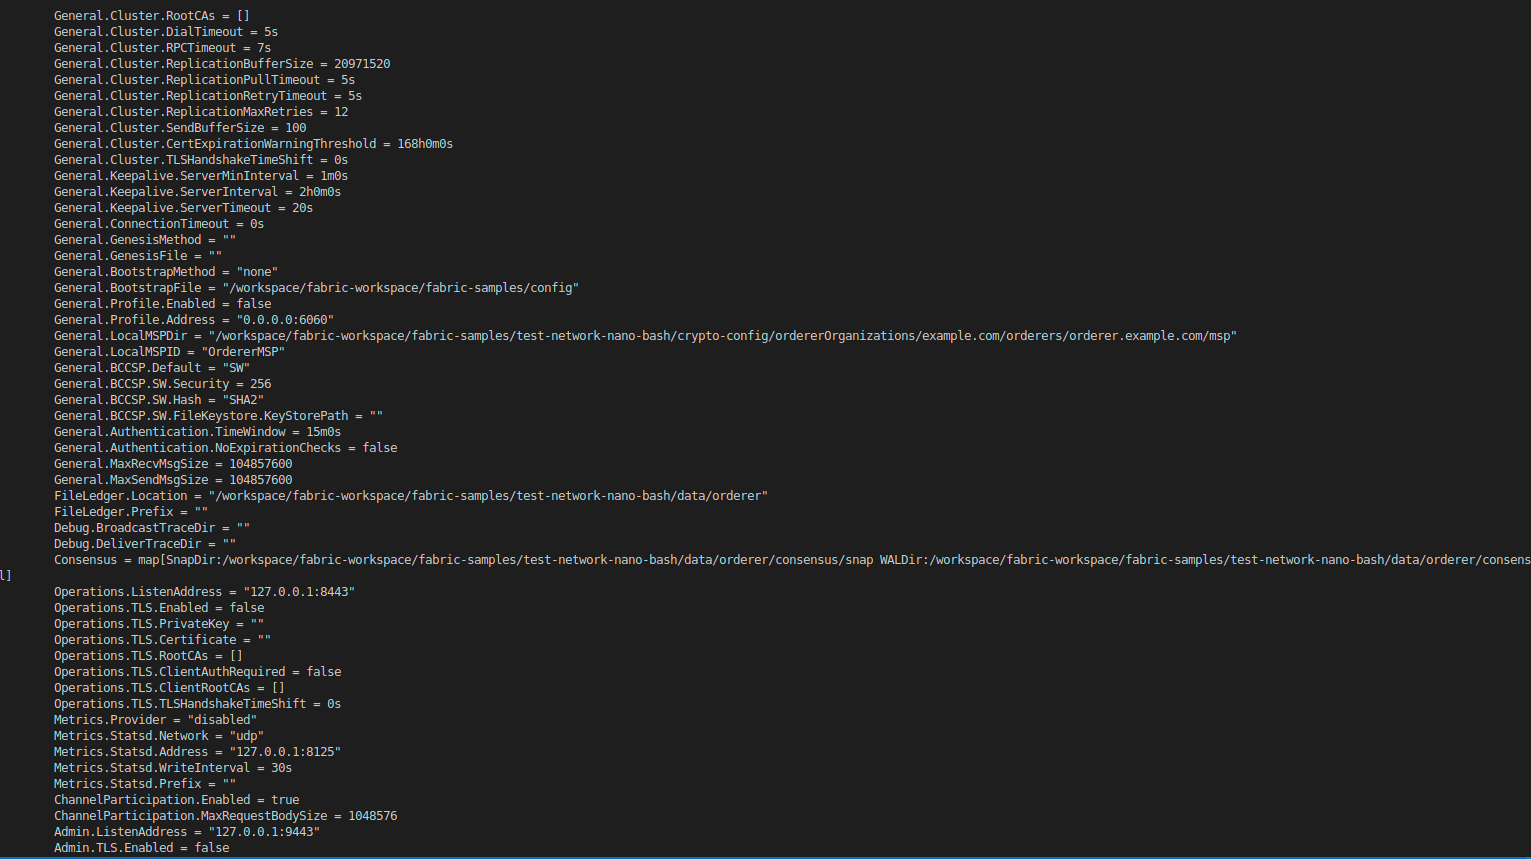 General.Cluster.RootCAs = []
General.Cluster.DialTimeout = 5s
General.Cluster.RPCTimeout = 7s
General.Cluster.ReplicationBufferSize = 20971520
General.Cluster.ReplicationPullTimeout = 5s
General.Cluster.ReplicationRetryTimeout = 5s
General.Cluster.ReplicationMaxRetries = 12
General.Cluster.SendBufferSize = 100
General.Cluster.CertExpirationWarningThreshold = 168h0m0s
General.Cluster.TLSHandshakeTimeShift = 0s
General.Keepalive.ServerMinInterval = 1m0s
General.Keepalive.ServerInterval = 2h0m0s
General.Keepalive.ServerTimeout = 20s
General.ConnectionTimeout = 0s
General.GenesisMethod = ""
General.GenesisFile = ""
General.BootstrapMethod = "none"
General.BootstrapFile = "/workspace/fabric-workspace/fabric-samples/config"
General.Profile.Enabled = false
General.Profile.Address = "0.0.0.0:6060"
General.LocalMSPDir = "/workspace/fabric-workspace/fabric-samples/test-network-nano-bash/crypto-config/ordererOrganizations/example.com/orderers/orderer.example.com/msp"
General.LocalMSPID = "OrdererMSP"
General.BCCSP.Default = "SW"
General.BCCSP.SW.Security = 256
General.BCCSP.SW.Hash = "SHA2"
General.BCCSP.SW.FileKeystore.KeyStorePath = ""
General.Authentication.TimeWindow = 15m0s
General.Authentication.NoExpirationChecks = false
General.MaxRecvMsgSize = 104857600
General.MaxSendMsgSize = 104857600
FileLedger.Location = "/workspace/fabric-workspace/fabric-samples/test-network-nano-bash/data/orderer"
FileLedger.Prefix = ""
Debug.BroadcastTraceDir = ""
Debug.DeliverTraceDir = ""
Consensus = map[SnapDir:/workspace/fabric-workspace/fabric-samples/test-network-nano-bash/data/orderer/consensus/snap WALDir:/workspace/fabric-workspace/fabric-samples/test-network-nano-bash/data/orderer/consens
l]
Operations.ListenAddress = "127.0.0.1:8443"
Operations.TLS.Enabled = false
Operations.TLS.PrivateKey = ""
Operations.TLS.Certificate = ""
Operations.TLS.RootCAs = []
Operations.TLS.ClientAuthRequired = false
Operations.TLS.ClientRootCAs = []
Operations.TLS.TLSHandshakeTimeShift = 0s
Metrics.Provider = "disabled"
Metrics.Statsd.Network = "udp"
Metrics.Statsd.Address = "127.0.0.1:8125"
Metrics.Statsd.WriteInterval = 30s
Metrics.Statsd.Prefix = ""
ChannelParticipation.Enabled = true
ChannelParticipation.MaxRequestBodySize = 1048576
Admin.ListenAddress = "127.0.0.1:9443"
Admin.TLS.Enabled = false